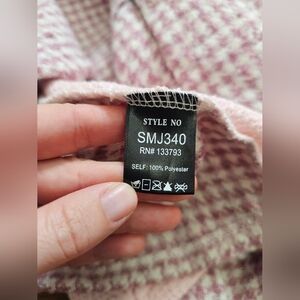 STYLE NO
SMJ340
RN# 133793
SELF: 100% Polyester